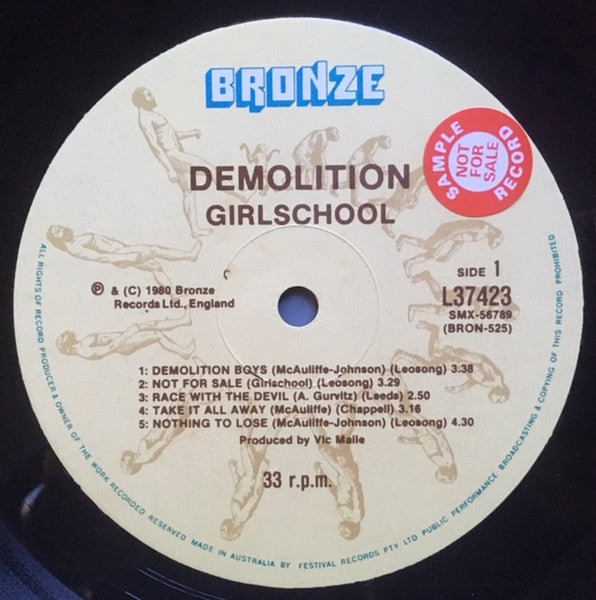 BRONZE
DEMOLITION
GIRLSCHOOL
SAMPLE
NOT
FOR
SALE
RECORD
SIDE 1
L37423
SMX-56789
(BRON-525)
℗ & (C) 1980 Bronze
Records Ltd., England
1: DEMOLITION BOYS (McAuliffe-Johnson) (Leosong) 3:38
2: NOT FOR SALE (Girlschool) (Leosong) 3.29
3: RACE WITH THE DEVIL (A. Gurvitz) (Leeds) 2.50
4: TAKE IT ALL AWAY (McAuliffe) (Chappell) 3.16
5: NOTHING TO LOSE (McAuliffe-Johnson) (Leosong) 4.30
Produced by Vic Maile
33 r.p.m.
ALL RIGHTS OF RECORD PRODUCER & OWNER OF THE WORK RECORDED RESERVED MADE IN AUSTRALIA BY FESTIVAL RECORDS PTY LTD PUBLIC PERFORMANCE BROADCASTING & COPYING OF THIS RECORD PROHIBITED